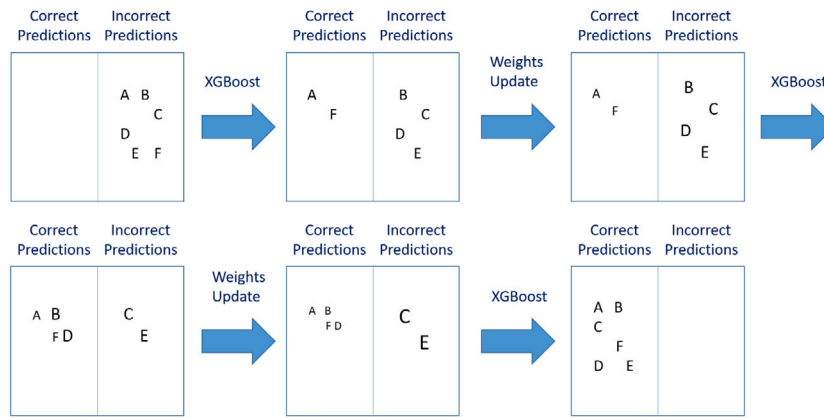 Correct Predictions
Incorrect Predictions
A B
C
D
E F
XGBoost
Correct Predictions
Incorrect Predictions
A
F
B
C
D
E
Weights Update
Correct Predictions
Incorrect Predictions
A
F
B
C
D
E
XGBoost
Correct Predictions
Incorrect Predictions
A B
F D
C
E
Weights Update
Correct Predictions
Incorrect Predictions
A B
F D
C
E
XGBoost
Correct Predictions
Incorrect Predictions
A B
C
F
D E